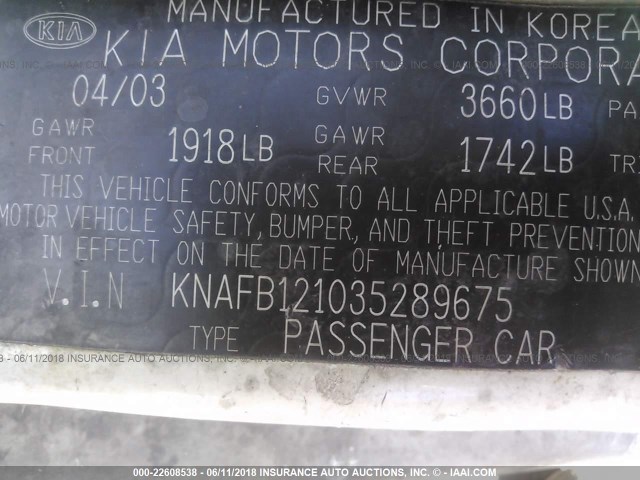 MANUFACTURED IN KOREA
KIA KIA MOTORS CORPORA
04/03 GVWR 3660LB PA
GAWR FRONT 1918LB GAWR REAR 1742LB TR
THIS VEHICLE CONFORMS TO ALL APPLICABLE U.S.A.
MOTOR VEHICLE SAFETY, BUMPER, AND THEFT PREVENTION
IN EFFECT ON THE DATE OF MANUFACTURE SHOWN
V.I.N KNAFB121035289675
TYPE PASSENGER CAR
000-22608538 - 06/11/2018 INSURANCE AUTO AUCTIONS, INC. - © - IAAI.COM